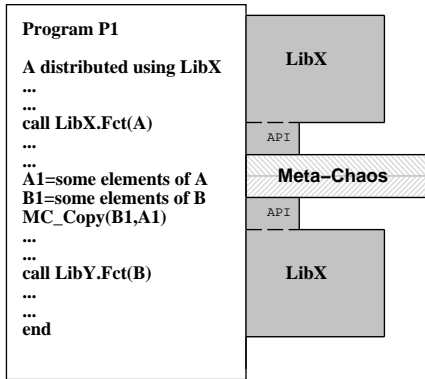 Program P1
A distributed using LibX
...
...
call LibX.Fct(A)
...
...
A1=some elements of A
B1=some elements of B
MC_Copy(B1,A1)
...
...
call LibY.Fct(B)
...
...
end
LibX
API
Meta-Chaos
API
LibX